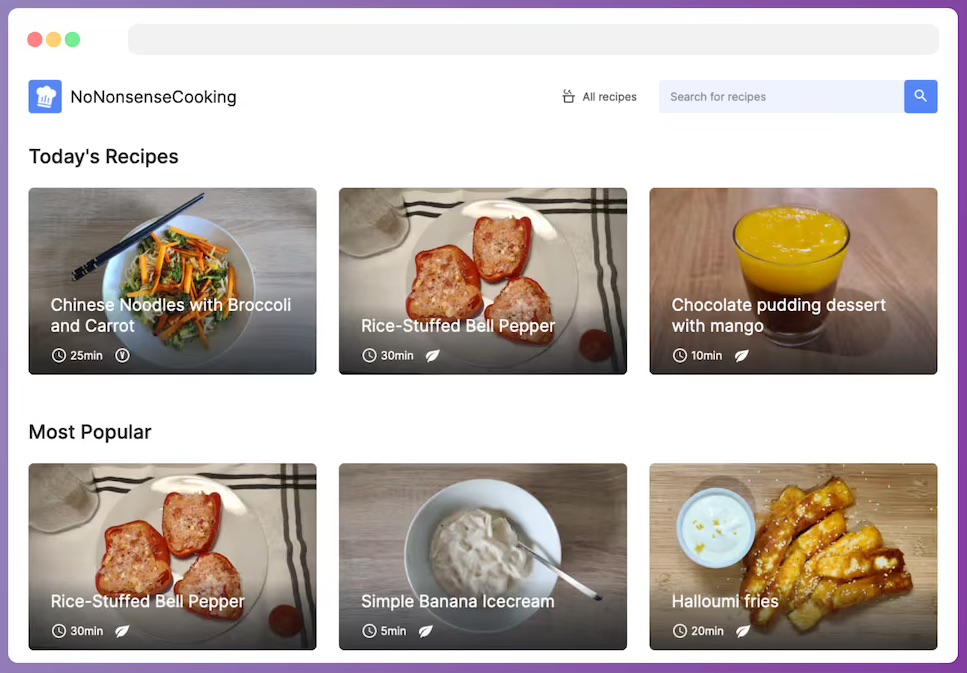 NoNonsenseCooking
All recipes
Search for recipes
Today's Recipes
Chinese Noodles with Broccoli
and Carrot
25min
Rice-Stuffed Bell Pepper
30min
Chocolate pudding dessert
with mango
10min
Most Popular
Rice-Stuffed Bell Pepper
30min
Simple Banana Icecream
5min
Halloumi fries
20min